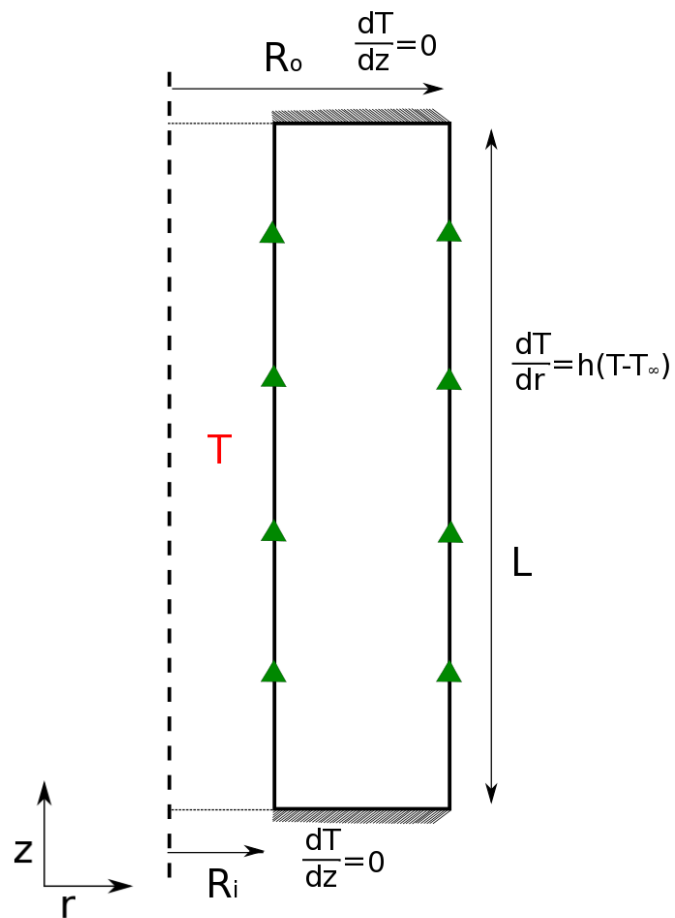 dT/dz=0
Ro
dT/dr=h(T-T∞)
T
L
z
r
Ri
dT/dz=0